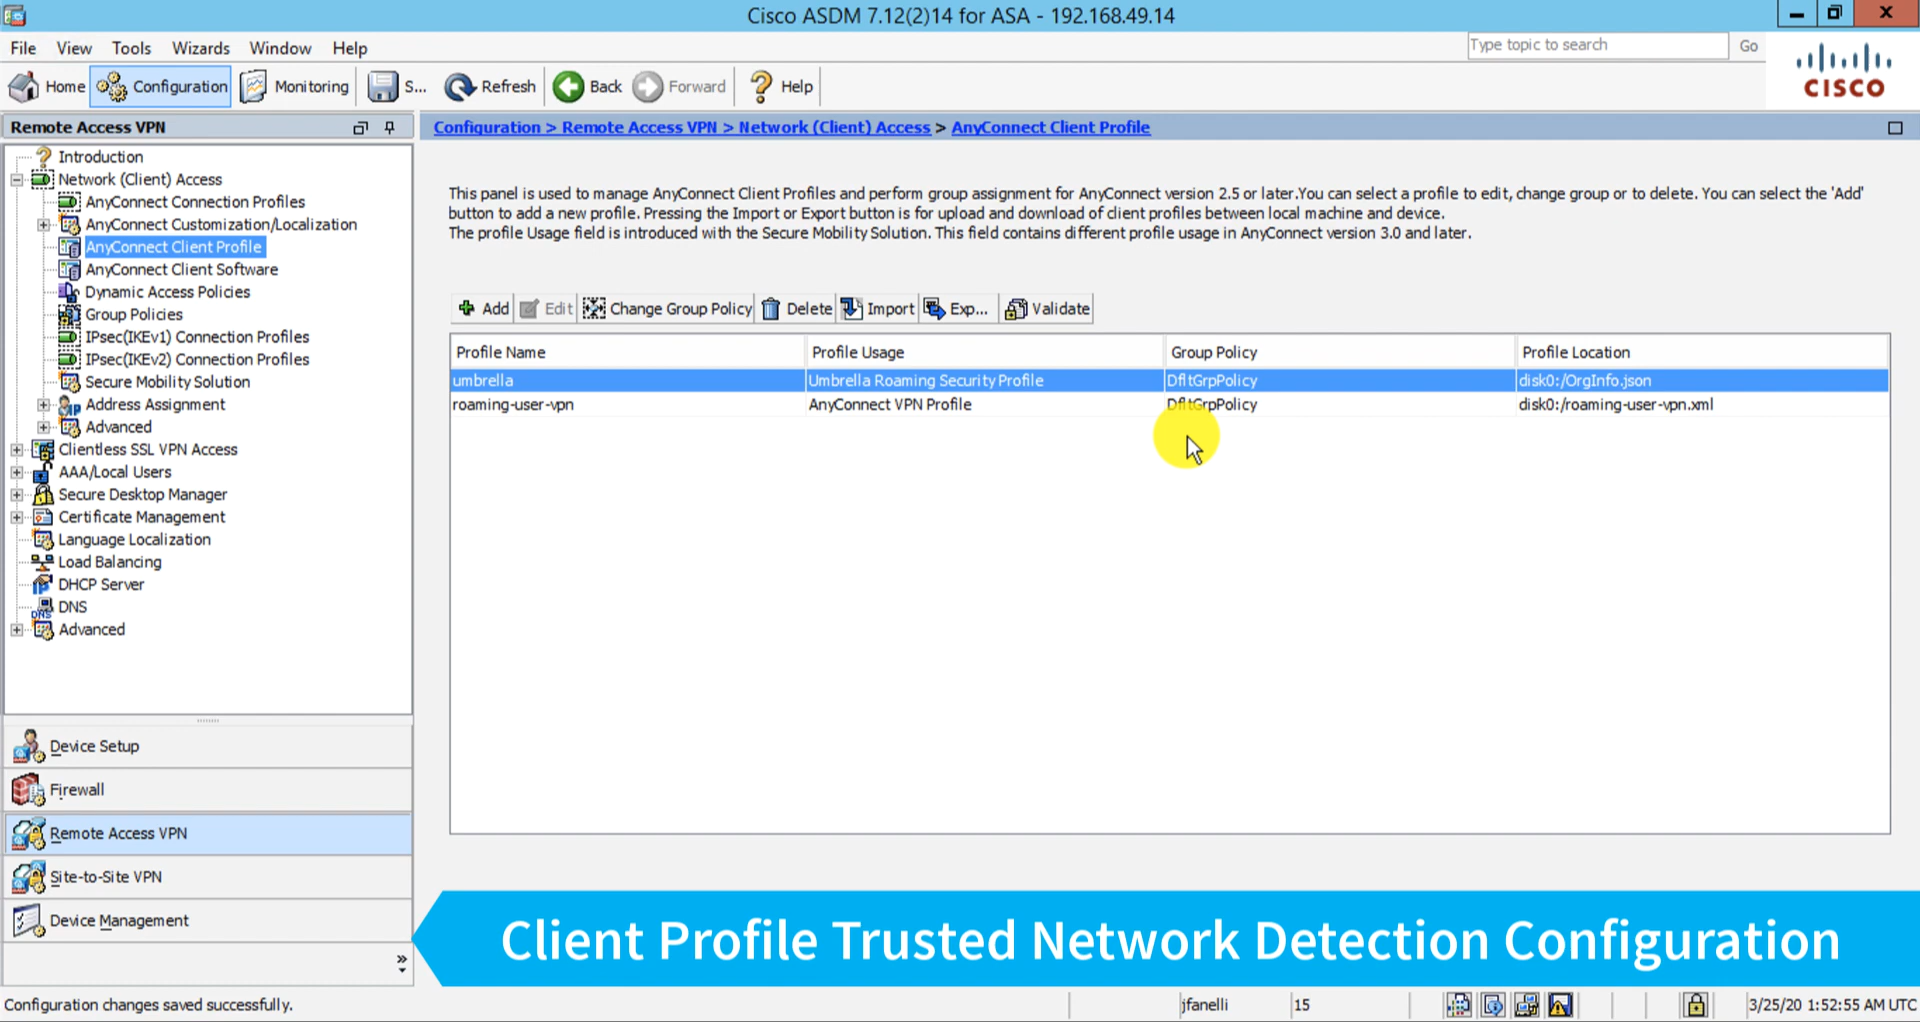 Cisco ASDM 7.12(2)14 for ASA - 192.168.49.14
File View Tools Wizards Window Help
Type topic to search Go
Home Configuration Monitoring S... Refresh Back Forward Help
CISCO
Remote Access VPN
Configuration > Remote Access VPN > Network (Client) Access > AnyConnect Client Profile
Introduction
Network (Client) Access
AnyConnect Connection Profiles
AnyConnect Customization/Localization
AnyConnect Client Profile
AnyConnect Client Software
Dynamic Access Policies
Group Policies
IPsec(IKEv1) Connection Profiles
IPsec(IKEv2) Connection Profiles
Secure Mobility Solution
Address Assignment
Advanced
Clientless SSL VPN Access
AAA/Local Users
Secure Desktop Manager
Certificate Management
Language Localization
Load Balancing
DHCP Server
DNS
Advanced
Device Setup
Firewall
Remote Access VPN
Site-to-Site VPN
Device Management
This panel is used to manage AnyConnect Client Profiles and perform group assignment for AnyConnect version 2.5 or later.You can select a profile to edit, change group or to delete. You can select the 'Add'
button to add a new profile. Pressing the Import or Export button is for upload and download of client profiles between local machine and device.
The profile Usage field is introduced with the Secure Mobility Solution. This field contains different profile usage in AnyConnect version 3.0 and later.
Add Edit Change Group Policy Delete Import Exp... Validate
Profile Name Profile Usage Group Policy Profile Location
umbrella Umbrella Roaming Security Profile DfltGrpPolicy disk0:/OrgInfo.json
roaming-user-vpn AnyConnect VPN Profile DfltGrpPolicy disk0:/roaming-user-vpn.xml
Client Profile Trusted Network Detection Configuration
Configuration changes saved successfully. jfanelli 15 3/25/20 1:52:55 AM UTC